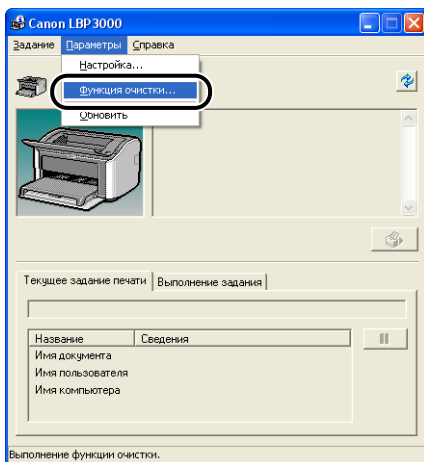 Canon LBP3000
Задание Параметры Справка
Настройка...
Функция очистки...
Обновить
Текущее задание печати Выполнение задания
Название Сведения
Имя документа
Имя пользователя
Имя компьютера
Выполнение функции очистки.